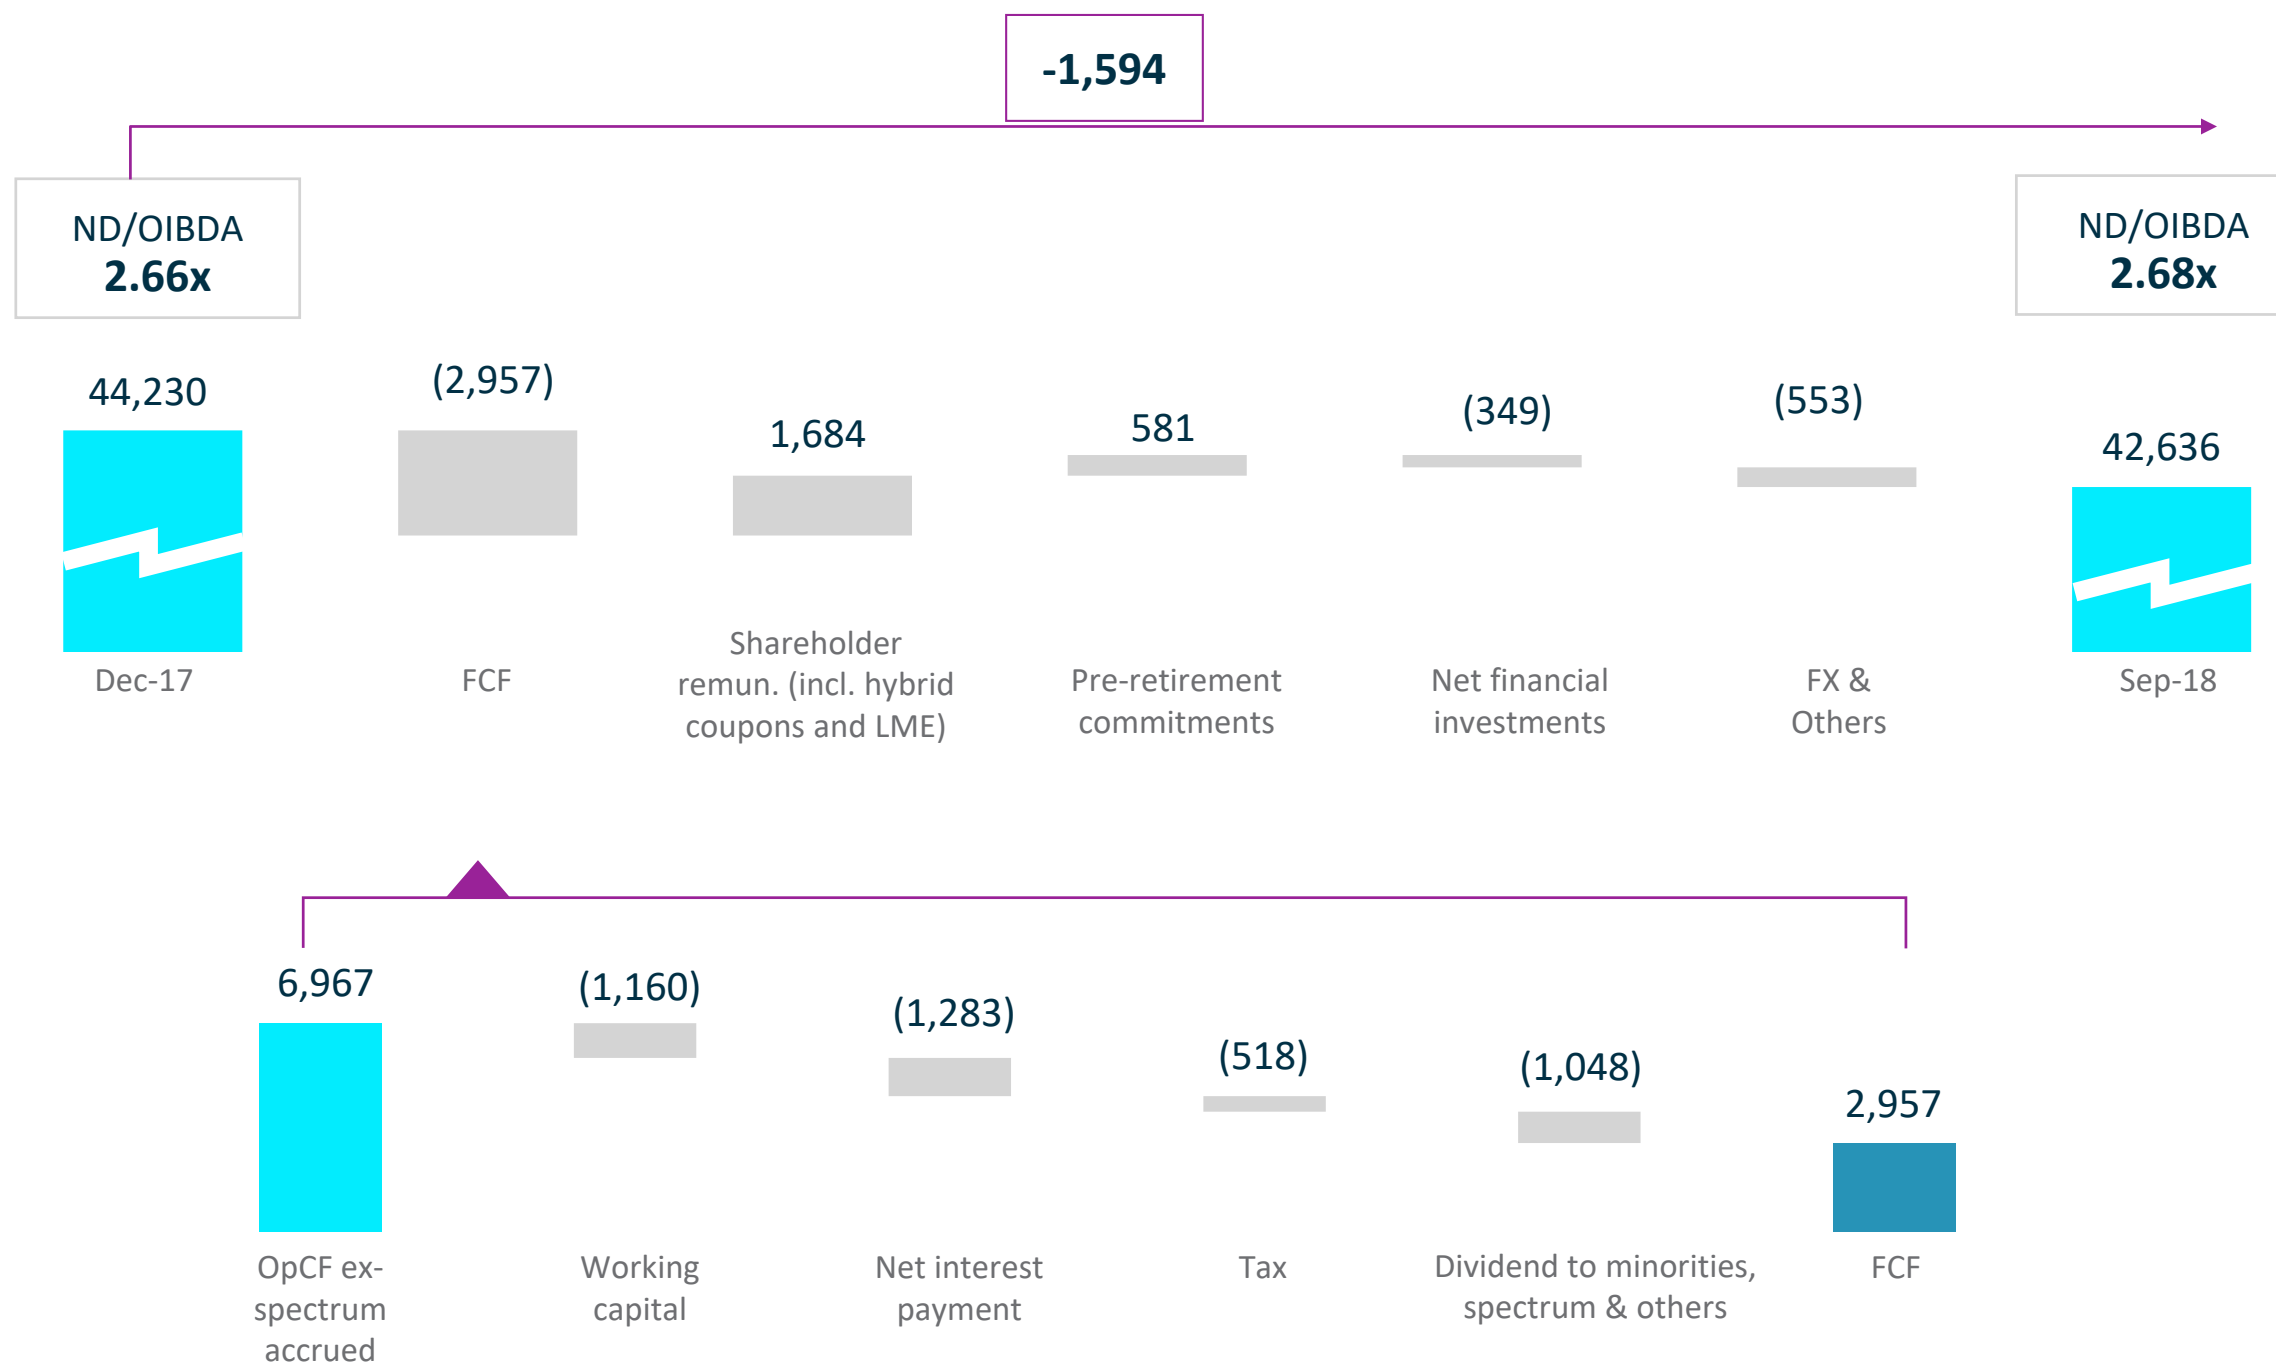 -1,594
ND/OIBDA
2.66x
ND/OIBDA
2.68x
44,230
(2,957)
1,684
581
(349)
(553)
42,636
Dec-17
FCF
Shareholder
remun. (incl. hybrid
coupons and LME)
Pre-retirement
commitments
Net financial
investments
FX &
Others
Sep-18
6,967
(1,160)
(1,283)
(518)
(1,048)
2,957
OpCF ex-
spectrum
accrued
Working
capital
Net interest
payment
Tax
Dividend to minorities,
spectrum & others
FCF